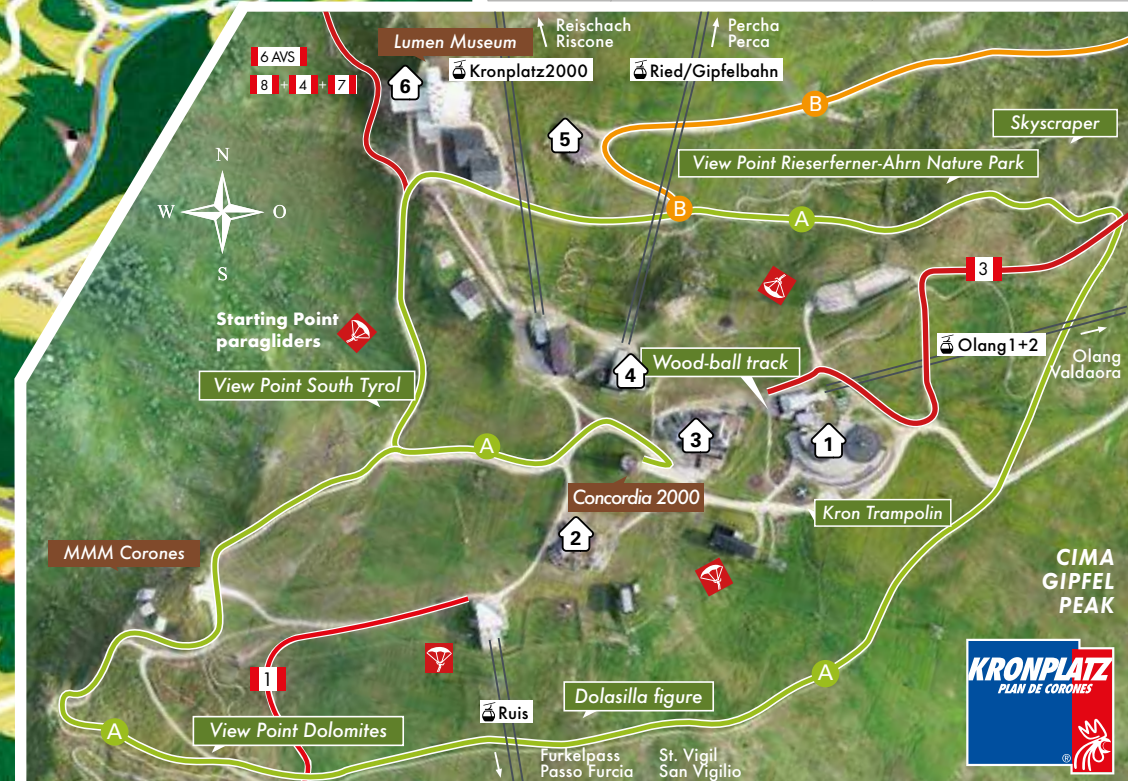 Reischach
Riscone
Percha
Perca
Lumen Museum
6 AVS
8 + 4 + 7
Kronplatz2000
Ried/Gipfelbahn
6
5
B
Skyscraper
View Point Rieserferner-Ahrn Nature Park
N
W
O
S
B
A
3
Starting Point
paragliders
Olang1+2
Olang
Valdaora
View Point South Tyrol
4
Wood-ball track
A
3
1
Concordia 2000
Kron Trampolin
2
MMM Corones
CIMA
GIPFEL
PEAK
1
A
KRONPLATZ
PLAN DE CORONES
®
Ruis
Dolasilla figure
A
View Point Dolomites
Furkelpass
Passo Furcia
St. Vigil
San Vigilio